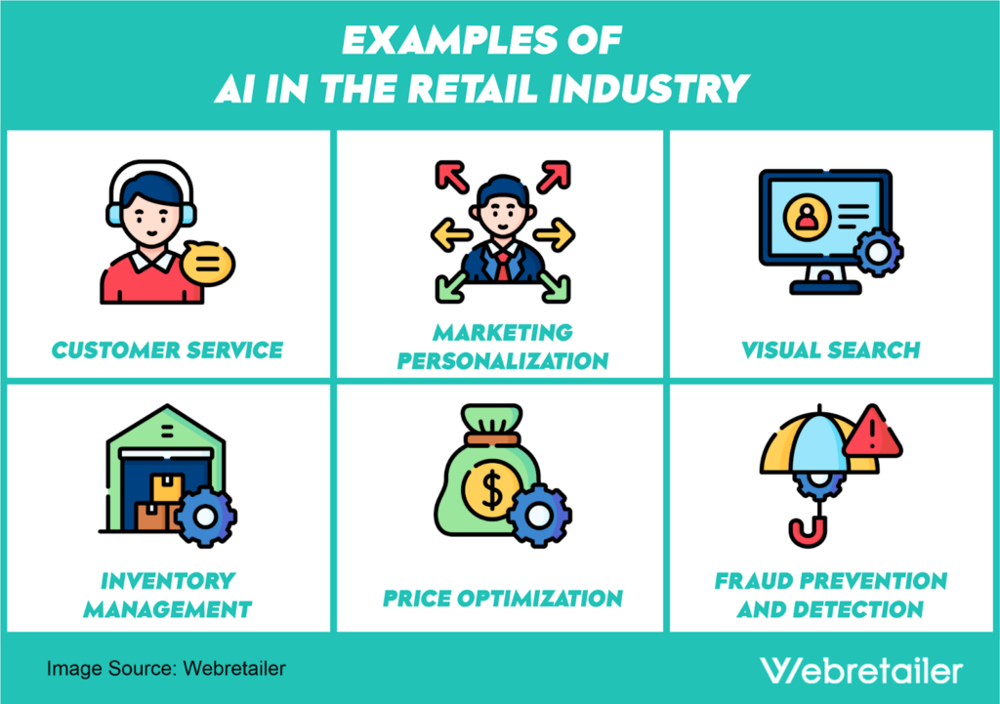 EXAMPLES OF
AI IN THE RETAIL INDUSTRY
CUSTOMER SERVICE
MARKETING
PERSONALIZATION
VISUAL SEARCH
INVENTORY
MANAGEMENT
$
PRICE OPTIMIZATION
!
FRAUD PREVENTION
AND DETECTION
Image Source: Webretailer
Webretailer